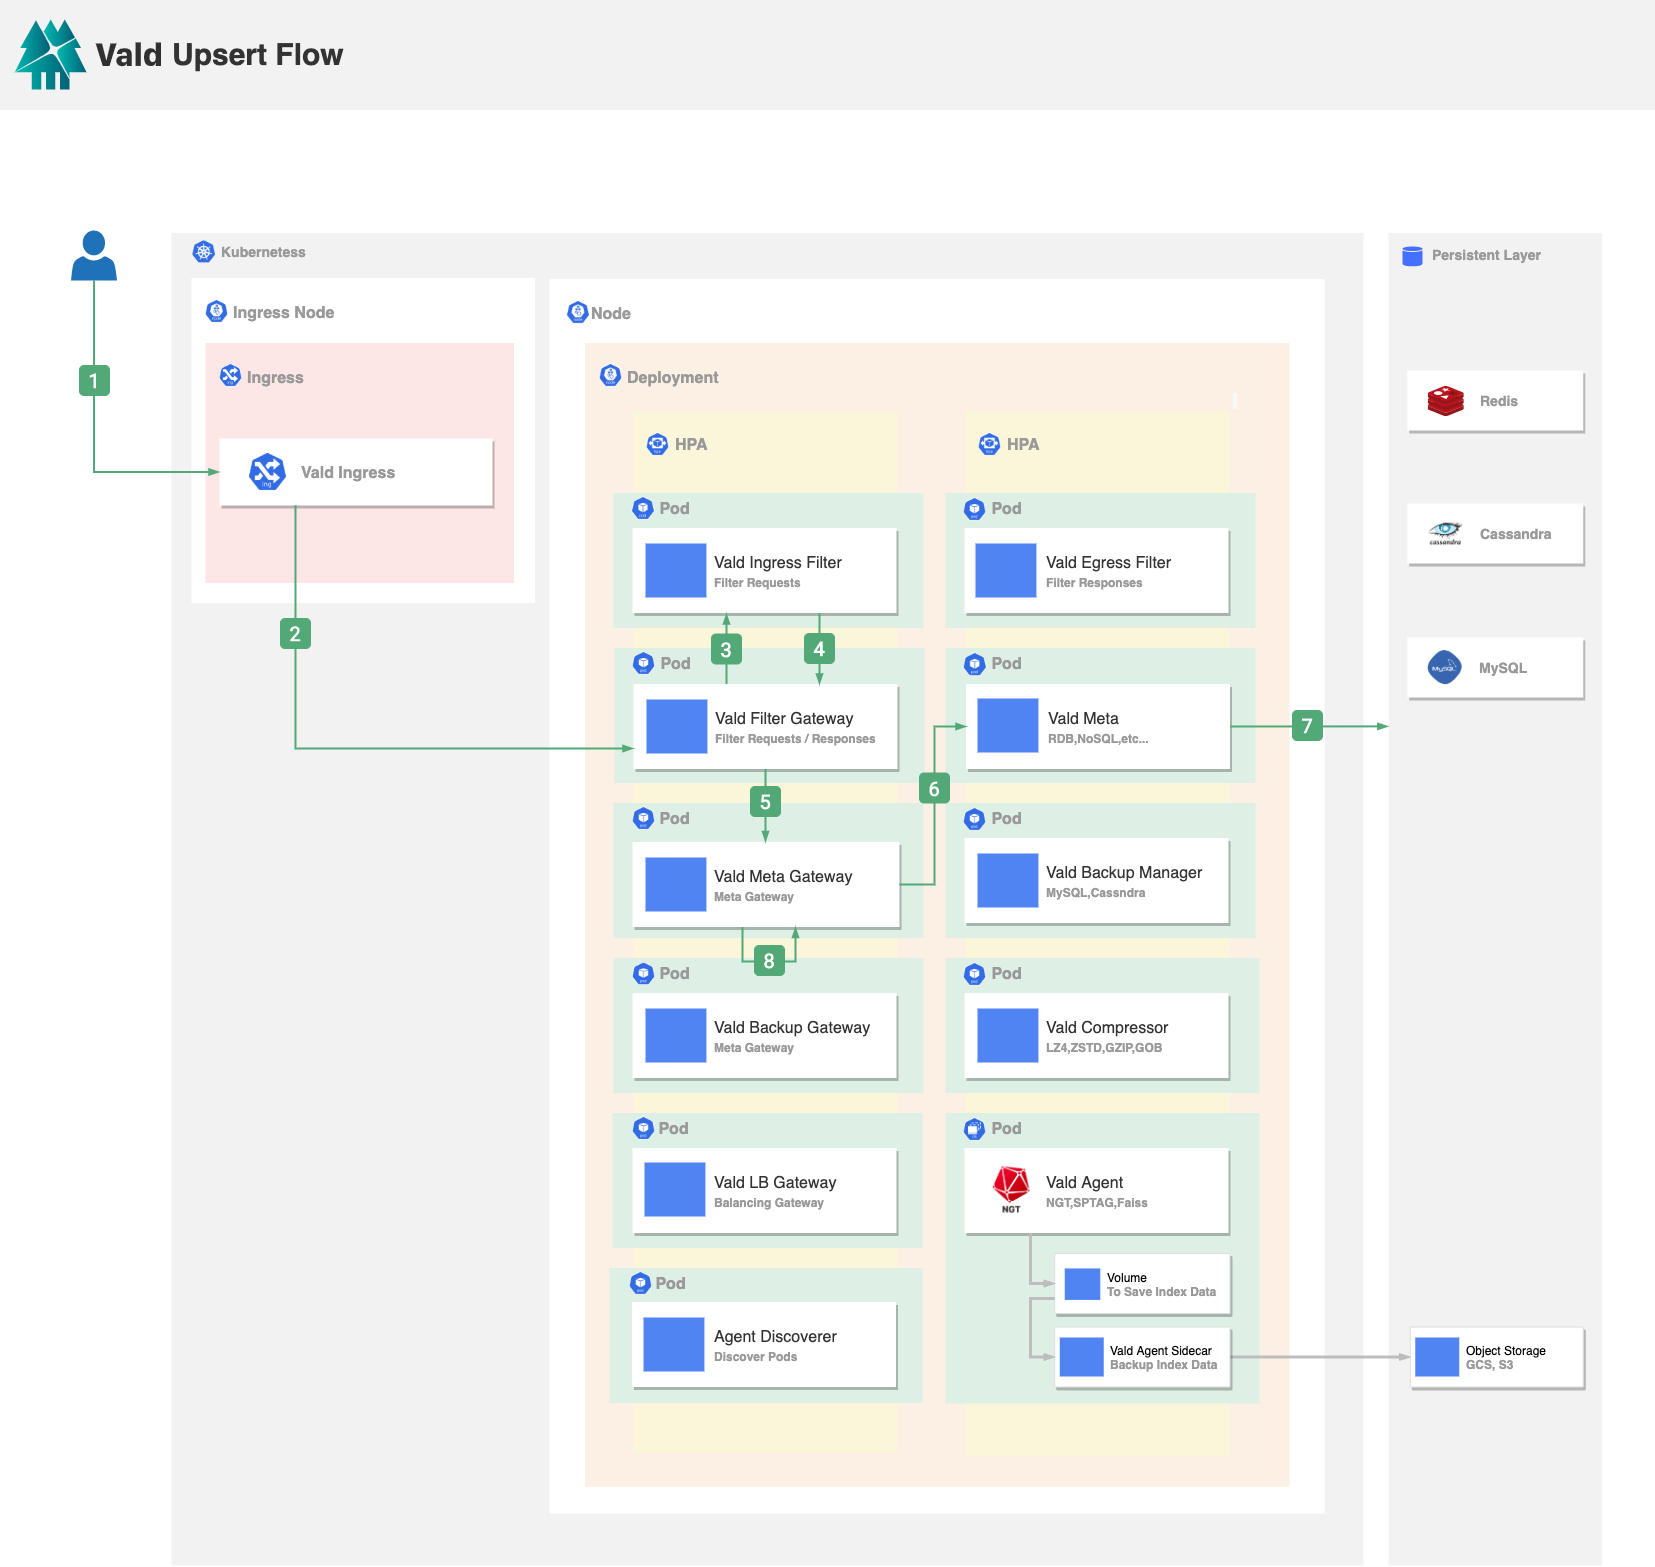 Vald Upsert Flow
Kubernetess
Persistent Layer
Ingress Node
Node
Ingress
Deployment
1
Vald Ingress
ing
HPA
HPA
Redis
Pod
Pod
Vald Ingress Filter
Filter Requests
Vald Egress Filter
Filter Responses
Cassandra
cassandra
2
3
4
Pod
Pod
MySQL
MySQL
Vald Filter Gateway
Filter Requests / Responses
Vald Meta
RDB,NoSQL,etc...
7
5
6
Pod
Pod
Vald Meta Gateway
Meta Gateway
Vald Backup Manager
MySQL,Cassndra
8
Pod
Pod
Vald Backup Gateway
Meta Gateway
Vald Compressor
LZ4,ZSTD,GZIP,GOB
Pod
Pod
Vald LB Gateway
Balancing Gateway
NGT
Vald Agent
NGT,SPTAG,Faiss
Volume
To Save Index Data
Pod
Agent Discoverer
Discover Pods
Vald Agent Sidecar
Backup Index Data
Object Storage
GCS, S3